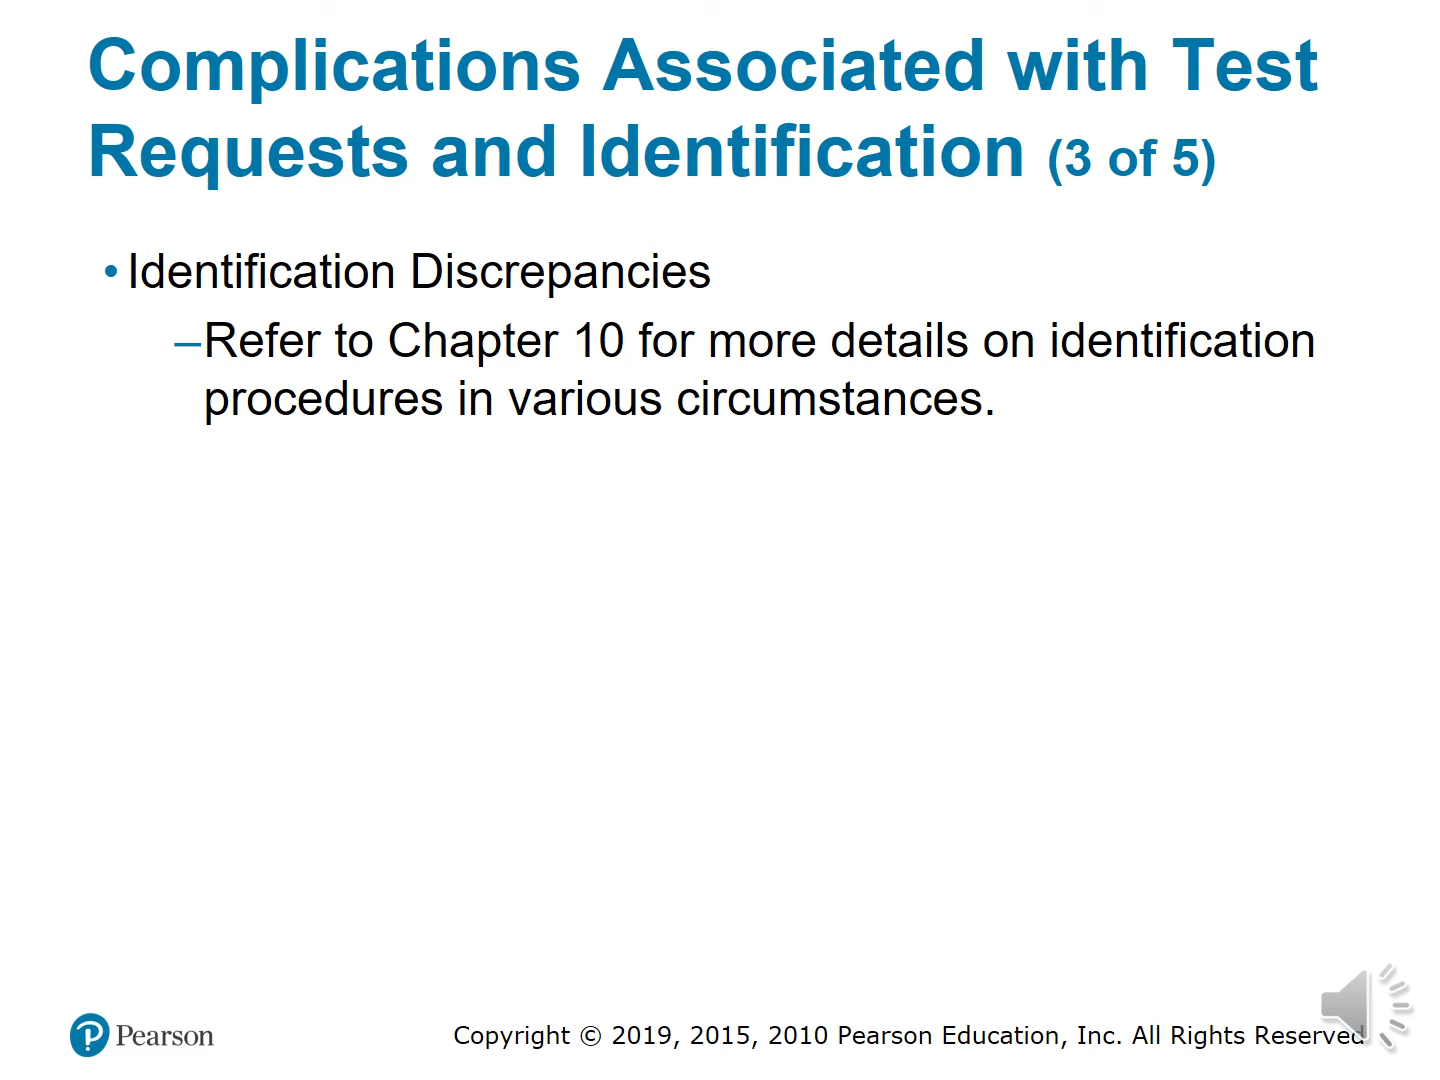 Complications Associated with Test
Requests and Identification (3 of 5)
• Identification Discrepancies
–Refer to Chapter 10 for more details on identification
procedures in various circumstances.
Pearson
Copyright © 2019, 2015, 2010 Pearson Education, Inc. All Rights Reserved